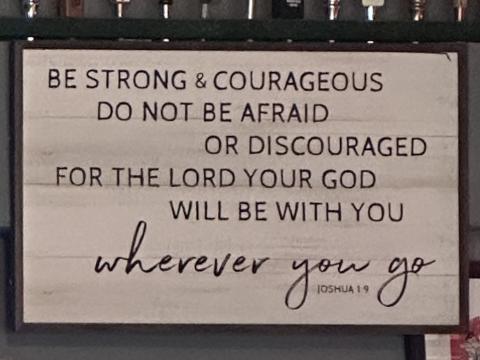 BE STRONG & COURAGEOUS
DO NOT BE AFRAID
OR DISCOURAGED
FOR THE LORD YOUR GOD
WILL BE WITH YOU
wherever you go
JOSHUA 1:9